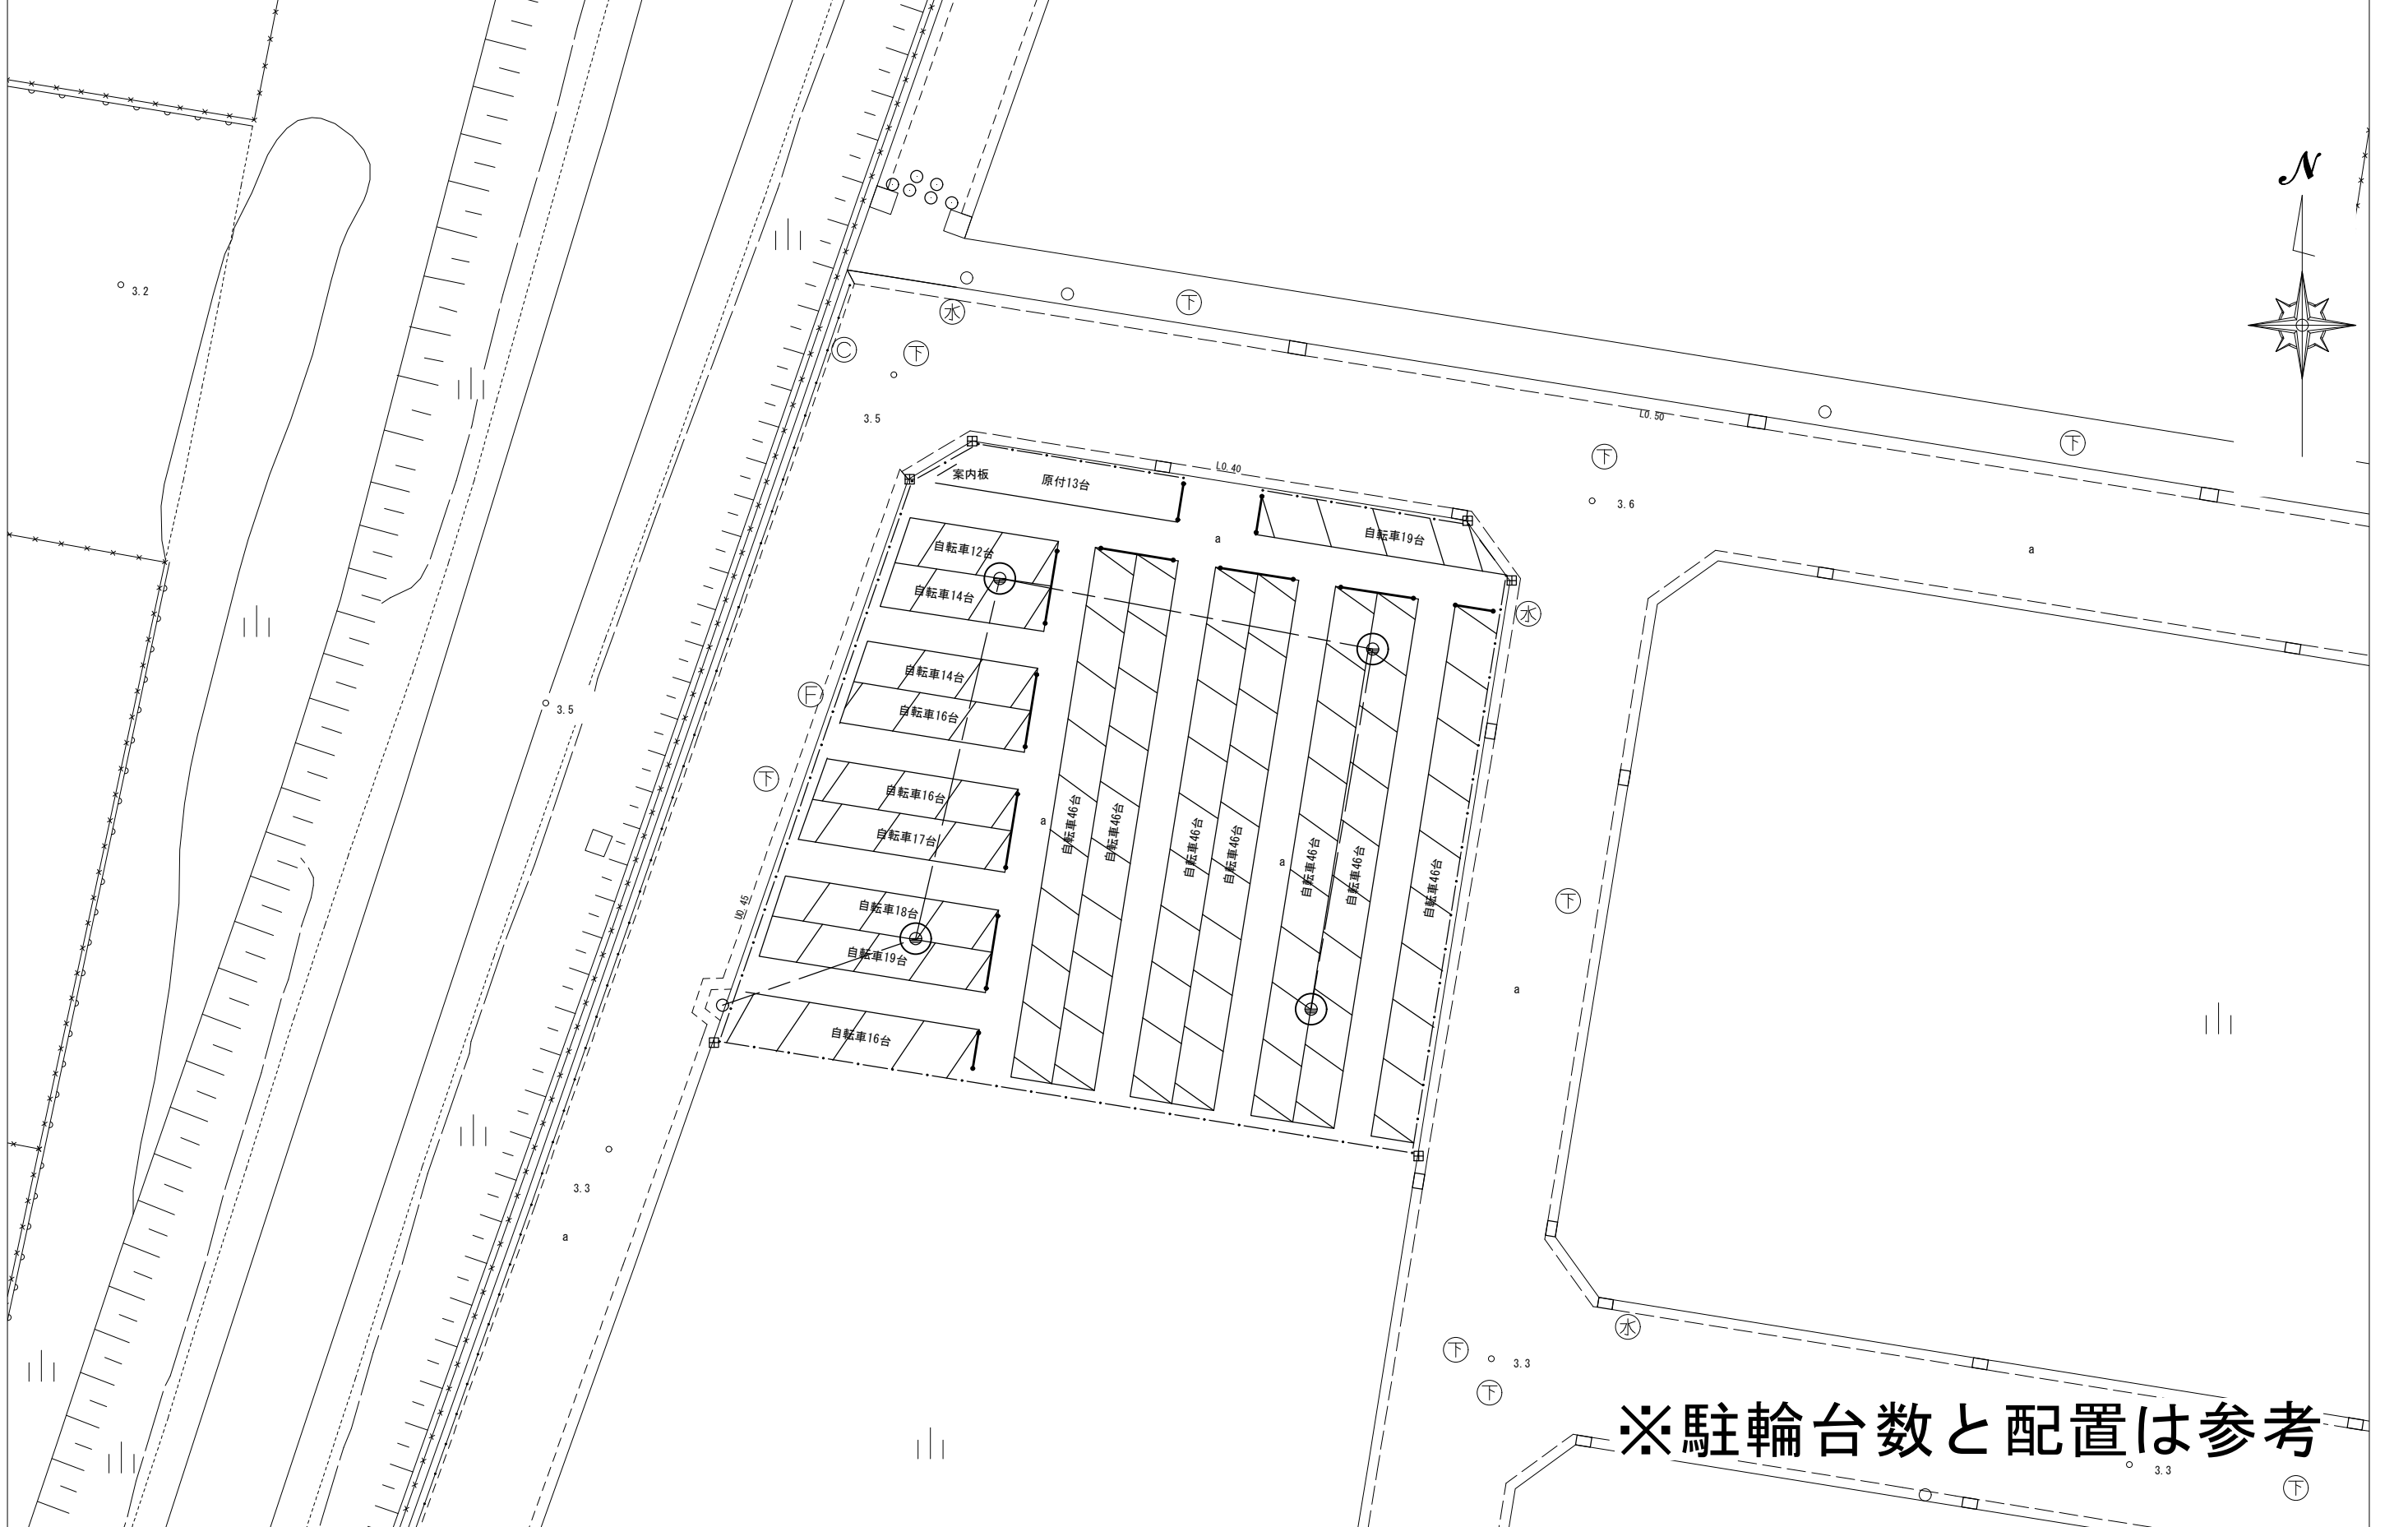 N
3.2
下
水
C
下
3.5
L0.50
下
下
L0.40
案内板
原付13台
3.6
自転車19台
a
a
自転車12台
自転車14台
水
自転車14台
F
自転車16台
3.5
下
自転車16台
自転車17台
a
自転車46台
自転車46台
自転車46台
自転車46台
a
自転車46台
自転車46台
自転車46台
下
U0.45
自転車18台
自転車19台
a
自転車16台
3.3
a
水
下
3.3
下
※駐輪台数と配置は参考
3.3
下